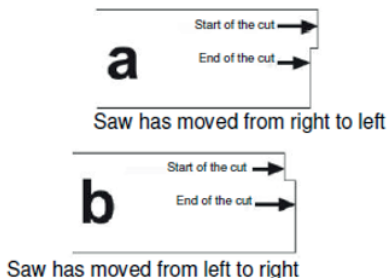 Start of the cut
a
End of the cut
Saw has moved from right to left
Start of the cut
b
End of the cut
Saw has moved from left to right